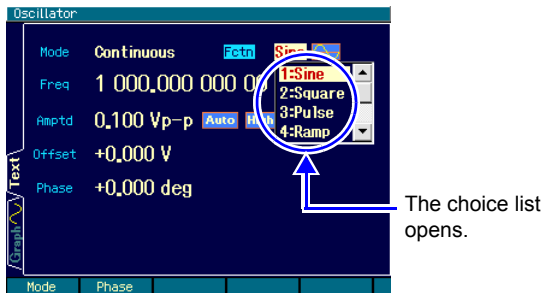 Oscillator
Mode Continuous Fctn Sine
Freq 1 000.000 000 00
1:Sine
2:Square
3:Pulse
4:Ramp
Amptd 0.100 Vp-p Auto
Offset +0.000 V
Phase +0.000 deg
Text
Graph
The choice list
opens.
Mode Phase